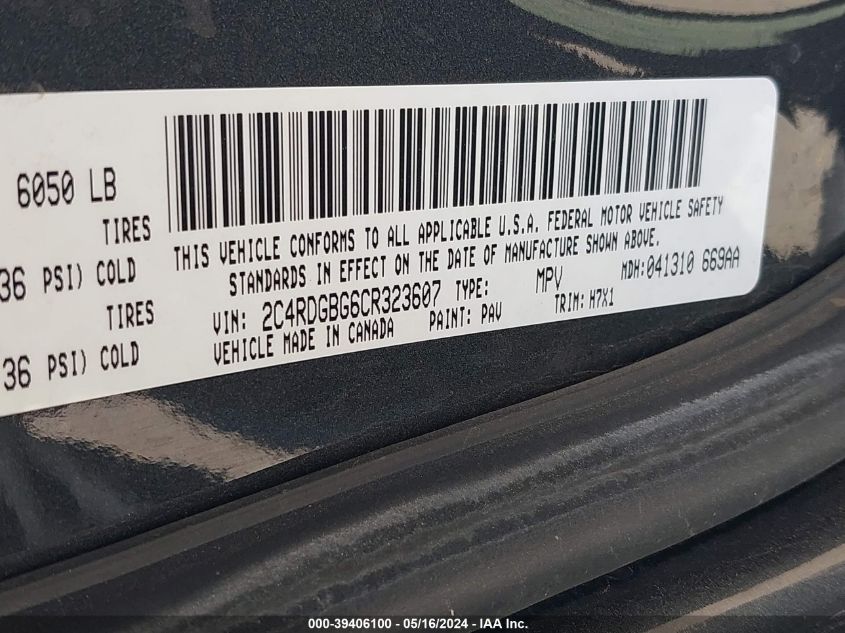 6050 LB
TIRES
36 PSI) COLD
TIRES
36 PSI) COLD
THIS VEHICLE CONFORMS TO ALL APPLICABLE U.S.A. FEDERAL MOTOR VEHICLE SAFETY
STANDARDS IN EFFECT ON THE DATE OF MANUFACTURE SHOWN ABOVE.
VIN: 2C4RDGBG6CR323607 TYPE: MPV MDH:041310 669AA
VEHICLE MADE IN CANADA PAINT: PAV TRIM: H7X1
000-39406100 - 05/16/2024 - IAA Inc.